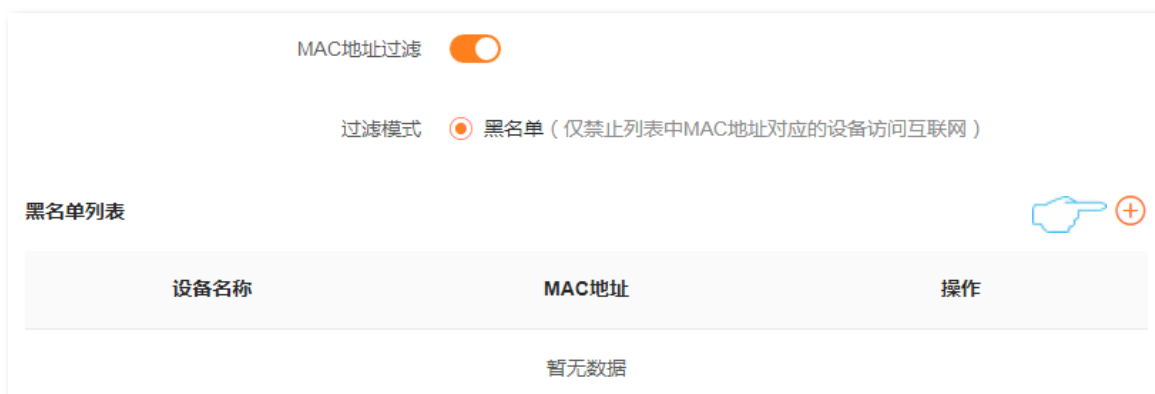 MAC地址过滤
过滤模式 黑名单（仅禁止列表中MAC地址对应的设备访问互联网）
黑名单列表
设备名称 MAC地址 操作
暂无数据